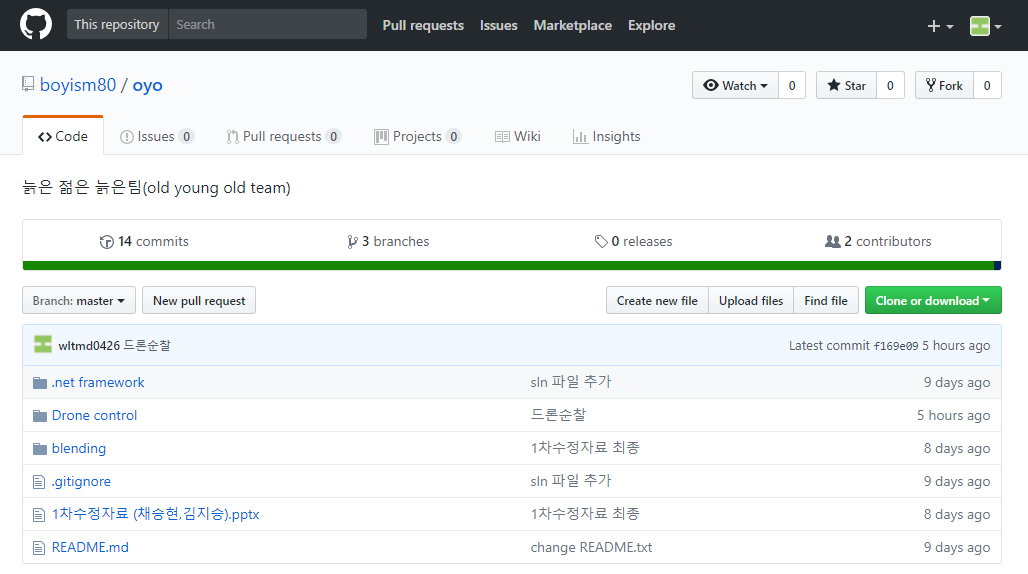 This repository Search Pull requests Issues Marketplace Explore
boyism80 / oyo Watch 0 Star 0 Fork 0
Code Issues 0 Pull requests 0 Projects 0 Wiki Insights
늙은 젊은 늙은팀(old young old team)
14 commits 3 branches 0 releases 2 contributors
Branch: master New pull request Create new file Upload files Find file Clone or download
wltmd0426 드론순찰 Latest commit f169e09 5 hours ago
.net framework sln 파일 추가 9 days ago
Drone control 드론순찰 5 hours ago
blending 1차수정자료 최종 8 days ago
.gitignore sln 파일 추가 9 days ago
1차수정자료 (채승현,김지승).pptx 1차수정자료 최종 8 days ago
README.md change README.txt 9 days ago